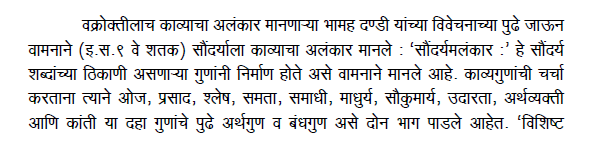 वक्रोक्तीलाच काव्याचा अलंकार मानणाऱ्या भामह दण्डी यांच्या विवेचनाच्या पुढे जाऊन
वामनाने (इ.स.९ वे शतक) सौंदर्याला काव्याचा अलंकार मानले : ‘सौंदर्यमलंकार :’ हे सौंदर्य
शब्दांच्या ठिकाणी असणाऱ्या गुणांनी निर्माण होते असे वामनाने मानले आहे. काव्यगुणांची चर्चा
करताना त्याने ओज, प्रसाद, श्लेष, समता, समाधी, माधुर्य, सौकुमार्य, उदारता, अर्थव्यक्ती
आणि कांती या दहा गुणांचे पुढे अर्थगुण व बंधगुण असे दोन भाग पाडले आहेत. ‘विशिष्ट